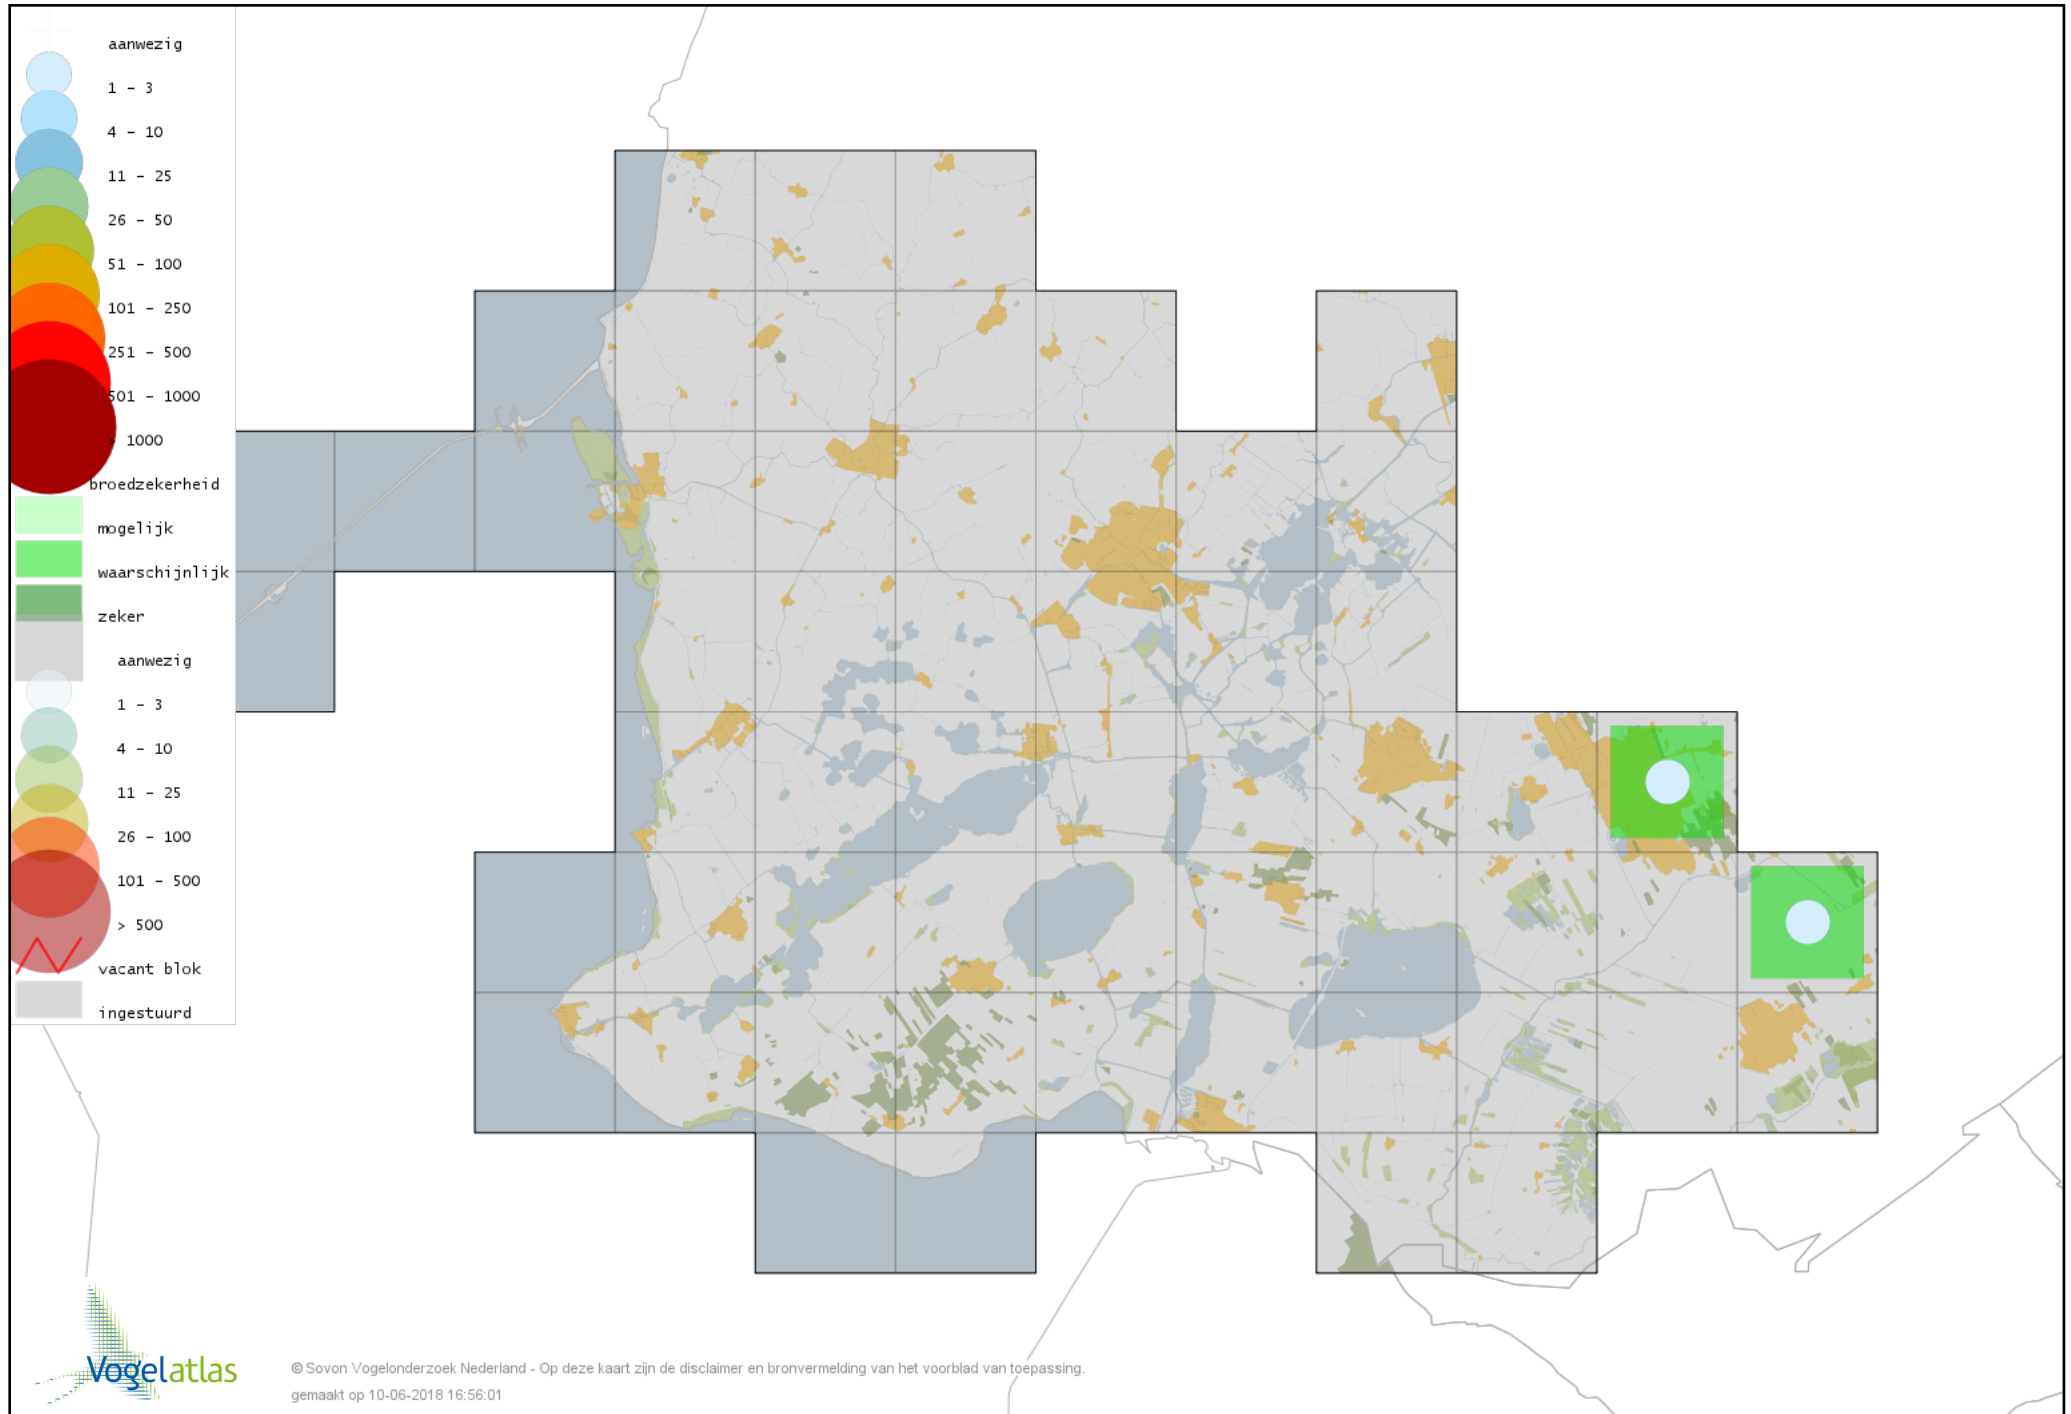 aanwezig
1 - 3
4 - 10
11 - 25
26 - 50
51 - 100
101 - 250
251 - 500
501 - 1000
> 1000
broedzekerheid
mogelijk
waarschijnlijk
zeker
aanwezig
1 - 3
4 - 10
11 - 25
26 - 100
101 - 500
> 500
vacant blok
ingestuurd
Vogelatlas
© Sovon Vogelonderzoek Nederland - Op deze kaart zijn de disclaimer en bronvermelding van het voorblad van toepassing.
gemaakt op 10-06-2018 16:56:01